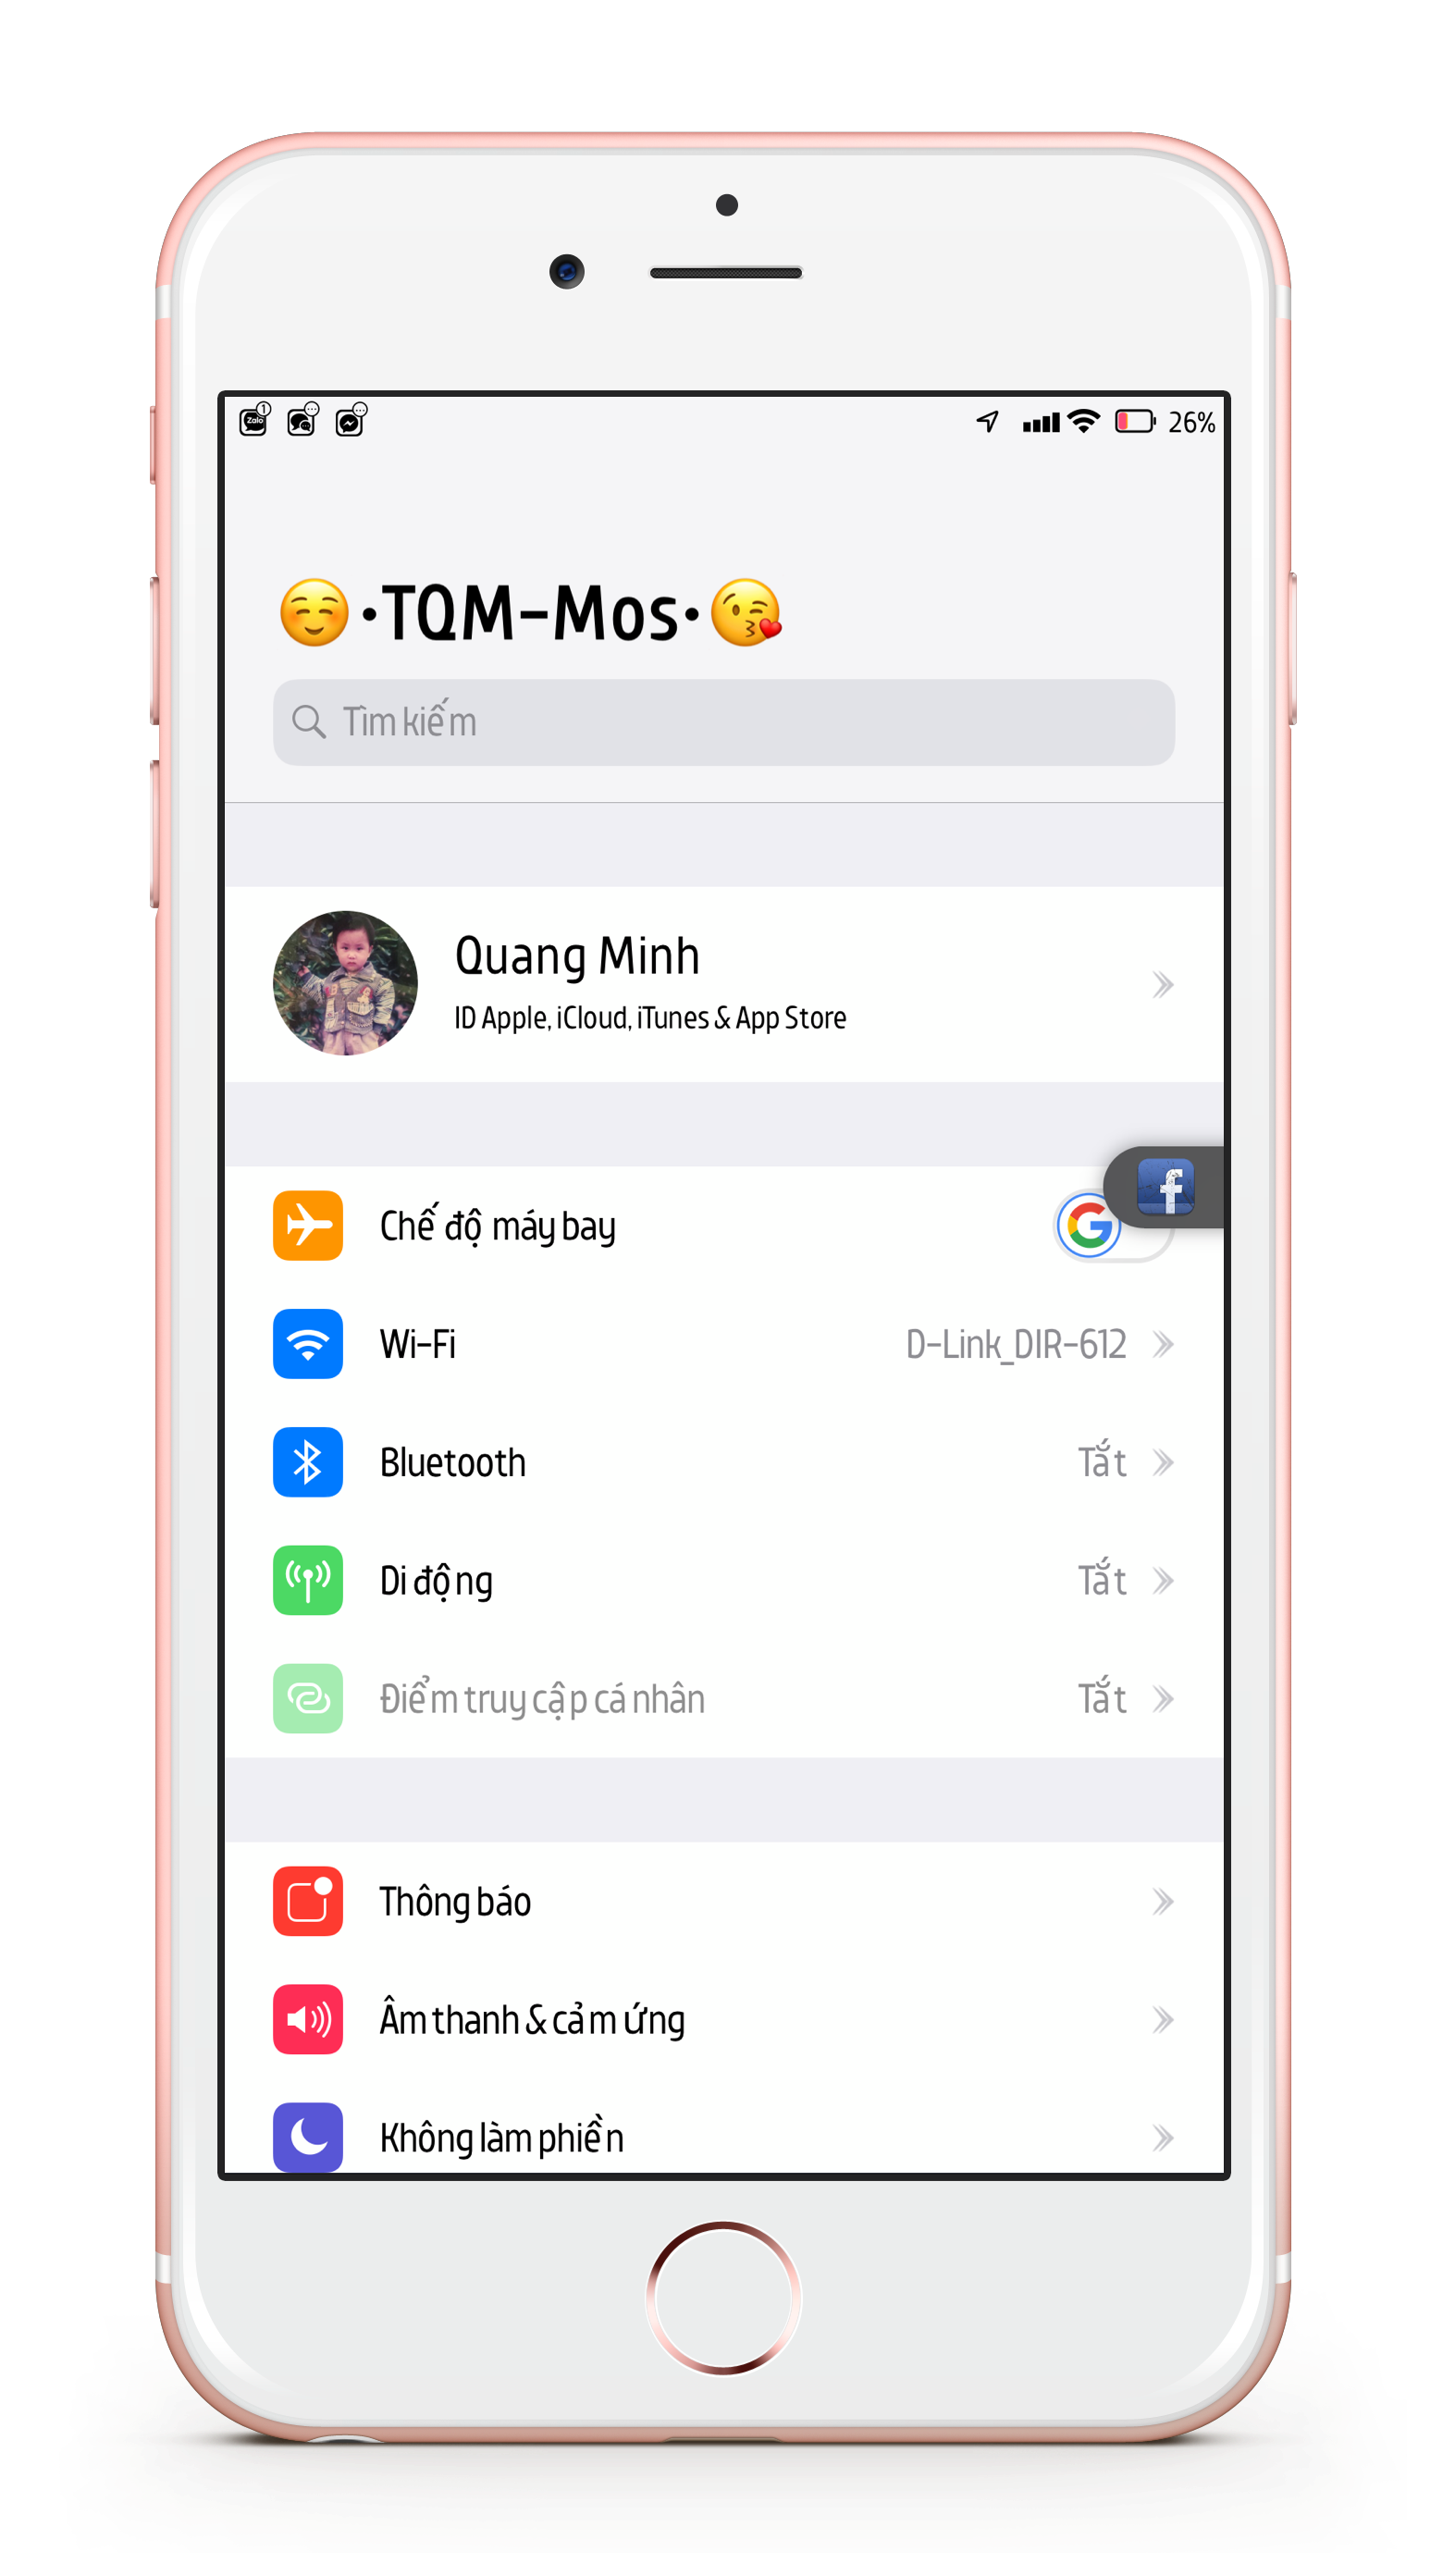 Zalo 1
26%
☺️•TQM-Mos•😘
Tìm kiếm
Quang Minh
ID Apple, iCloud, iTunes & App Store
Chế độ máy bay
G
f
Wi-Fi D-Link_DIR-612
Bluetooth Tắt
Di động Tắt
Điểm truy cập cá nhân Tắt
Thông báo
Âm thanh & cảm ứng
Không làm phiền